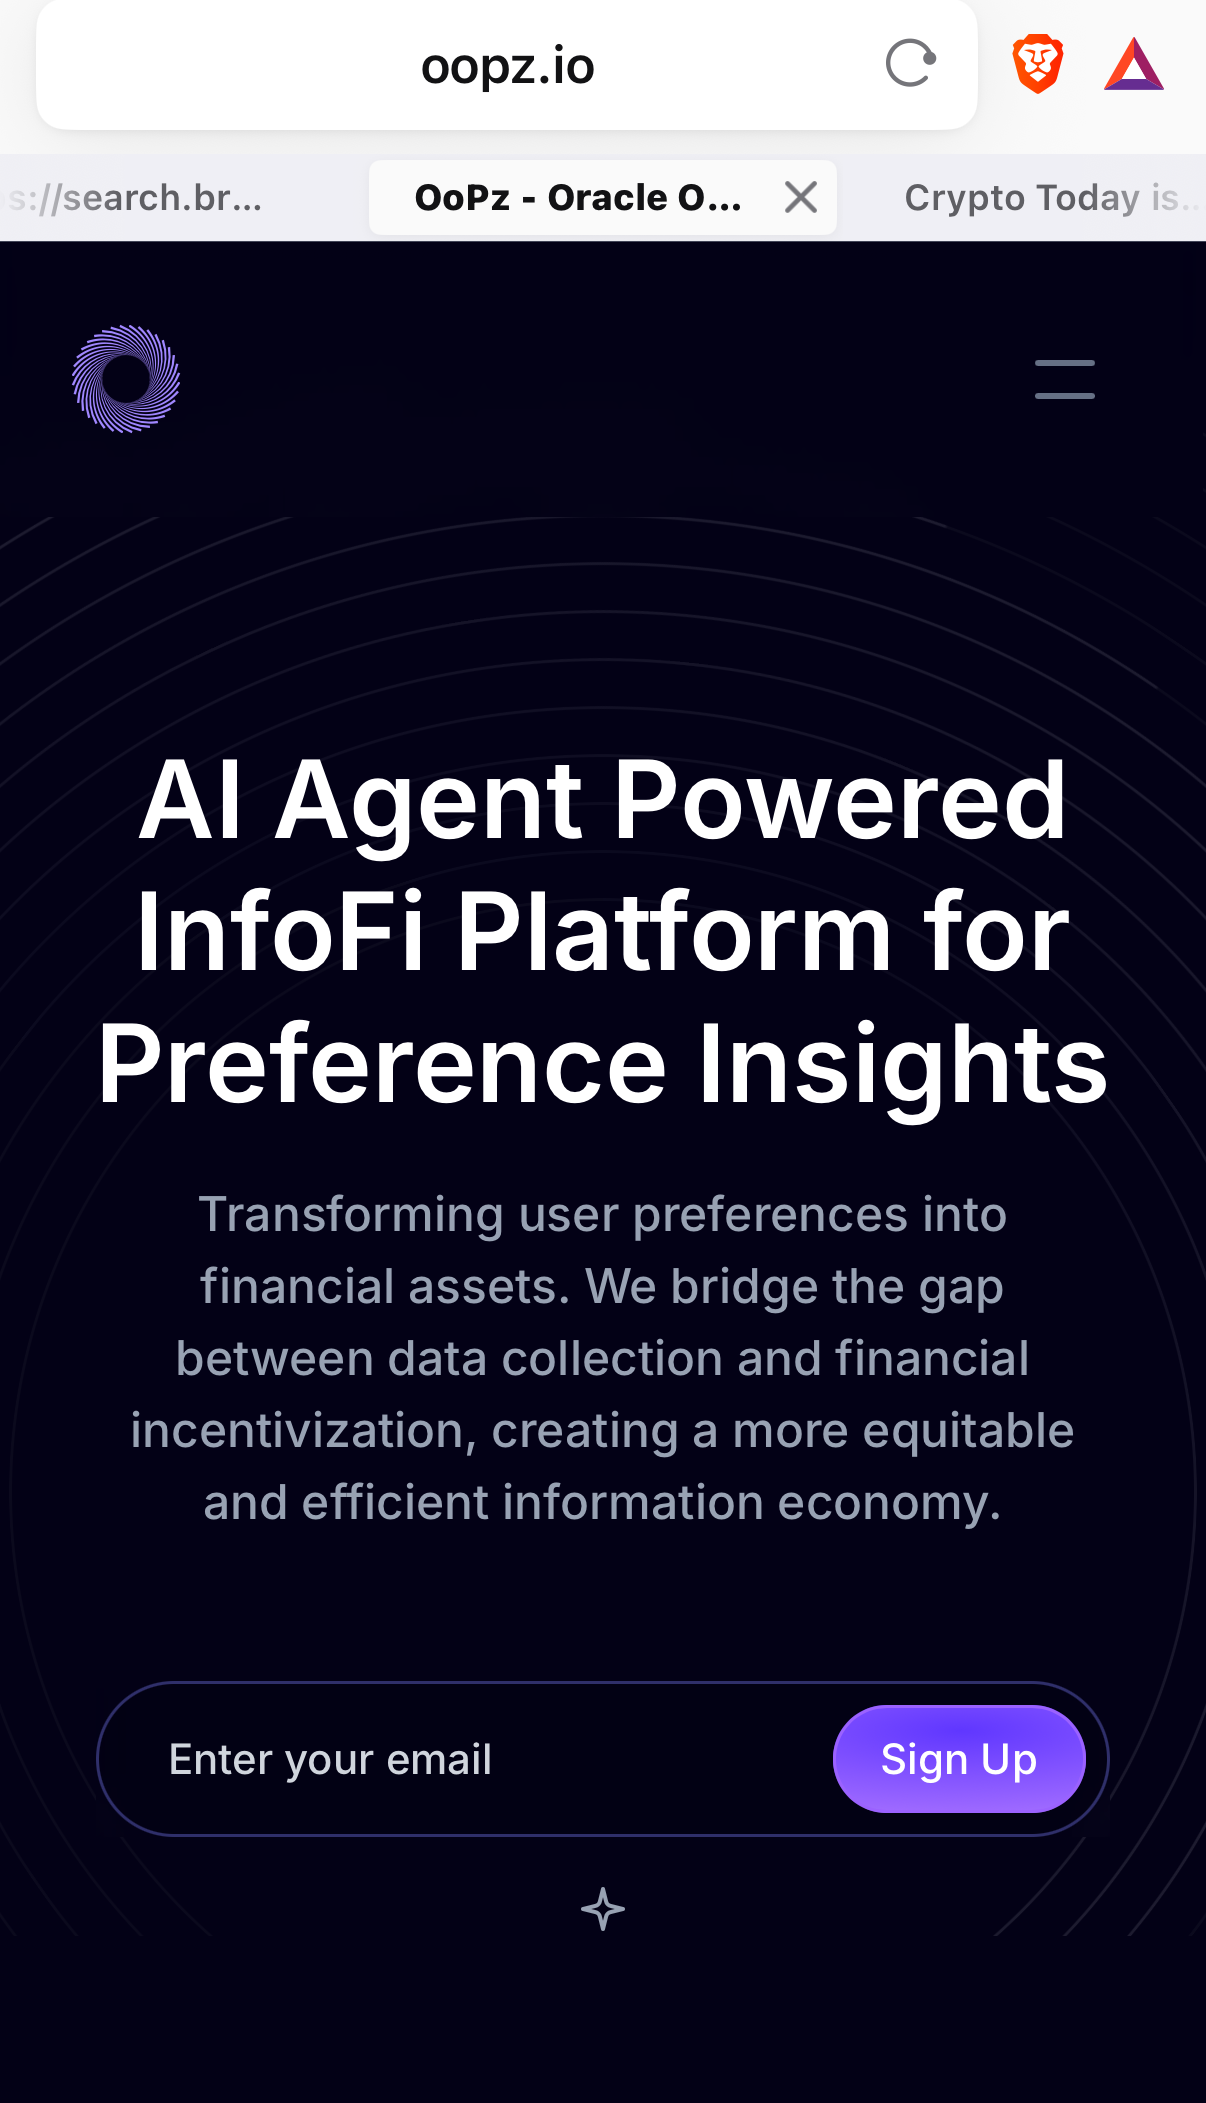 oopz.io
s://search.br...
OoPz - Oracle O...
Crypto Today is...
AI Agent Powered
InfoFi Platform for
Preference Insights
Transforming user preferences into
financial assets. We bridge the gap
between data collection and financial
incentivization, creating a more equitable
and efficient information economy.
Enter your email
Sign Up